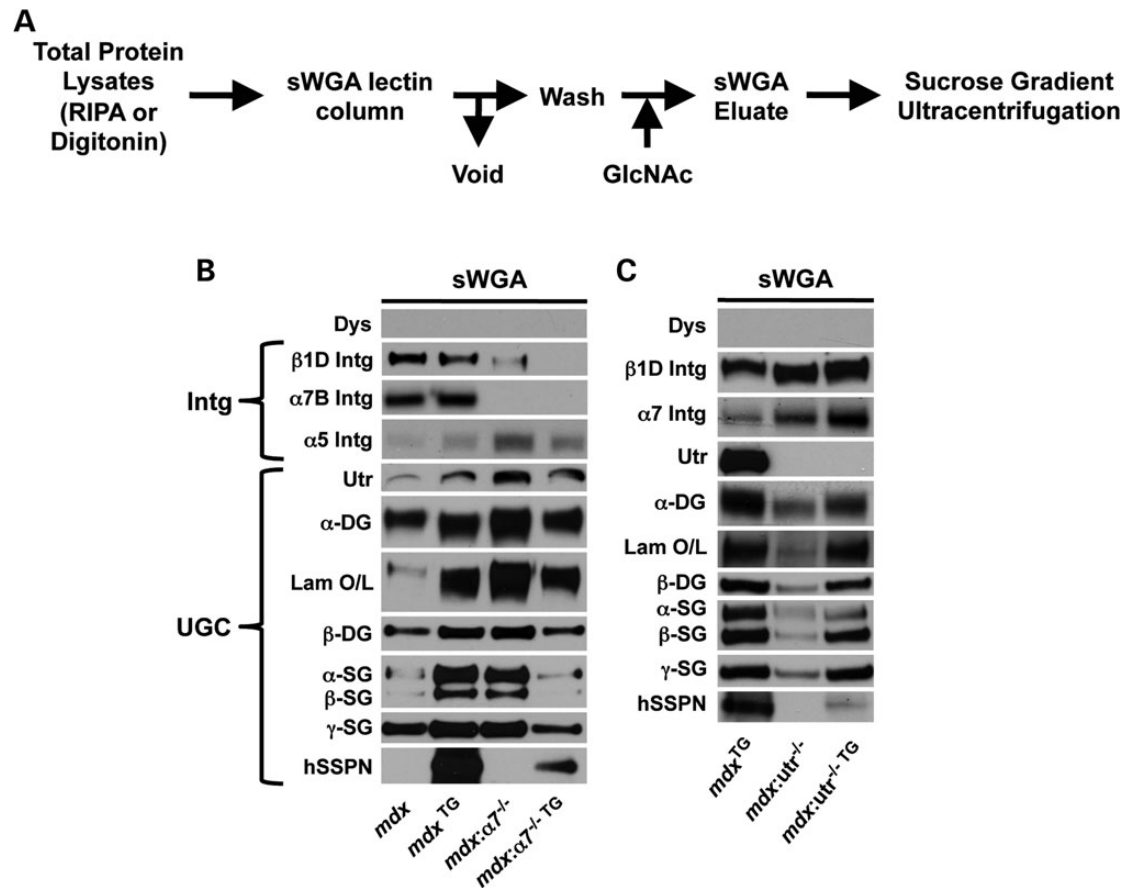 A
Total Protein
Lysates
(RIPA or
Digitonin)
sWGA lectin
column
Void
Wash
GlcNAc
sWGA
Eluate
Sucrose Gradient
Ultracentrifugation
B
sWGA
Dys
Intg
β1D Intg
α7B Intg
α5 Intg
UGC
Utr
α-DG
Lam O/L
β-DG
α-SG
β-SG
γ-SG
hSSPN
mdx
mdx TG
mdx:α7-/-
mdx:α7-/- TG
C
sWGA
Dys
β1D Intg
α7 Intg
Utr
α-DG
Lam O/L
β-DG
α-SG
β-SG
γ-SG
hSSPN
mdx TG
mdx:utr-/-
mdx:utr-/- TG